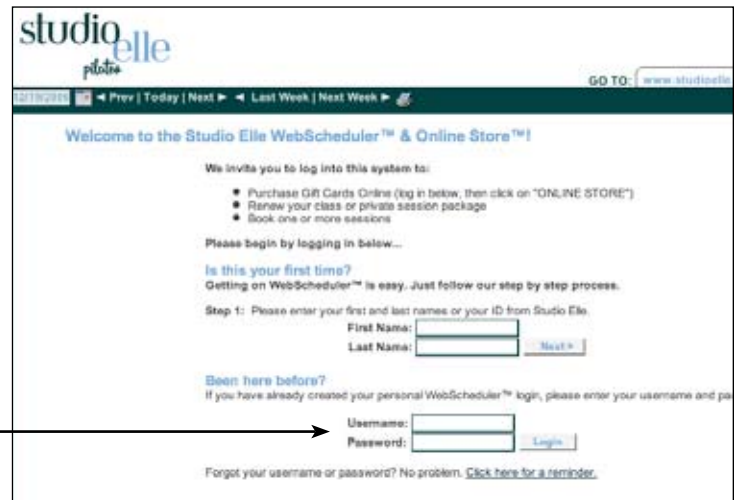 studio
elle
pilates
GO TO: www.studioelle
◄ Prev | Today | Next ► ◄ Last Week | Next Week ►
Welcome to the Studio Elle WebScheduler™ & Online Store™!
We invite you to log into this system to:
● Purchase Gift Cards Online (log in below, then click on "ONLINE STORE")
● Renew your class or private session package
● Book one or more sessions
Please begin by logging in below...
Is this your first time?
Getting on WebScheduler™ is easy. Just follow our step by step process.
Step 1: Please enter your first and last names or your ID from Studio Elle.
First Name:
Last Name: Next >
Been here before?
If you have already created your personal WebScheduler™ login, please enter your username and pa
Username:
Password: Login
Forgot your username or password? No problem. Click here for a reminder.